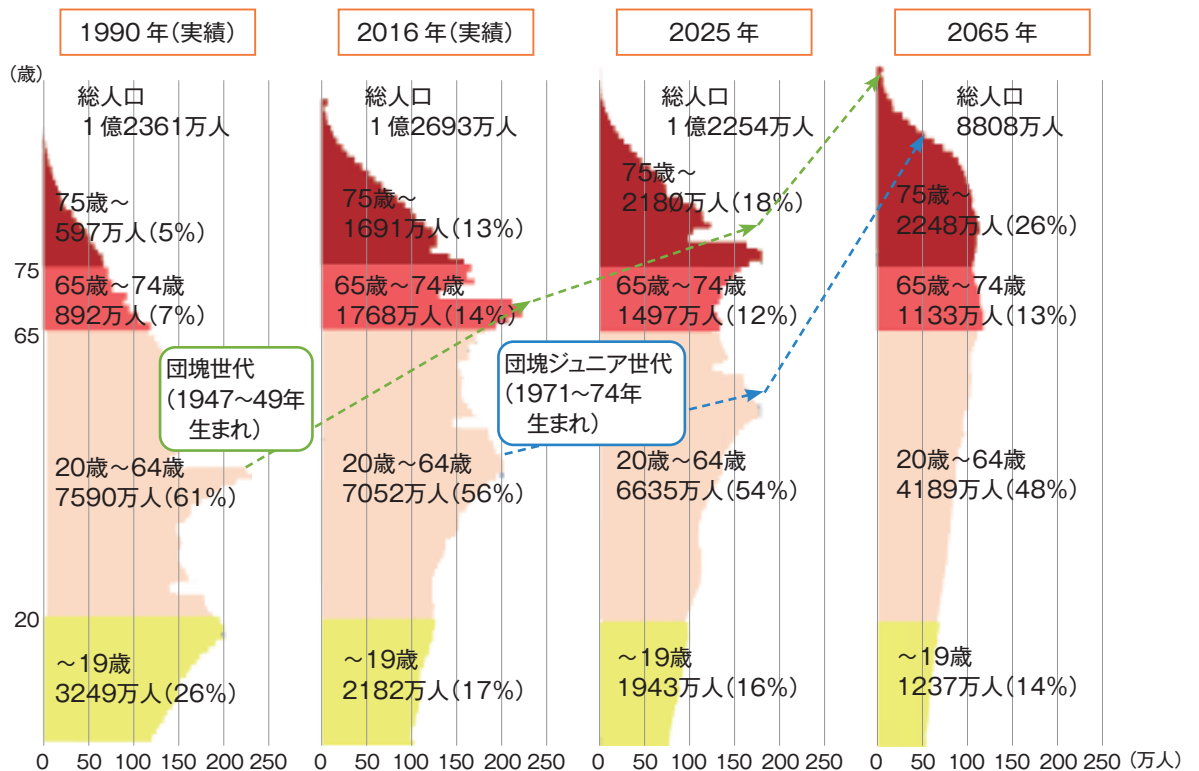 1990年(実績)
2016年(実績)
2025年
2065年
(歳)
総人口
1億2361万人
75歳~
597万人(5%)
75
65歳~74歳
892万人(7%)
65
団塊世代
(1947~49年
生まれ)
20歳~64歳
7590万人(61%)
20
~19歳
3249万人(26%)
0 50 100 150 200 250
総人口
1億2693万人
75歳~
1691万人(13%)
65歳~74歳
1768万人(14%)
20歳~64歳
7052万人(56%)
~19歳
2182万人(17%)
0 50 100 150 200 250
総人口
1億2254万人
75歳~
2180万人(18%)
65歳~74歳
1497万人(12%)
団塊ジュニア世代
(1971~74年
生まれ)
20歳~64歳
6635万人(54%)
~19歳
1943万人(16%)
0 50 100 150 200 250
総人口
8808万人
75歳~
2248万人(26%)
65歳~74歳
1133万人(13%)
20歳~64歳
4189万人(48%)
~19歳
1237万人(14%)
0 50 100 150 200 250 (万人)